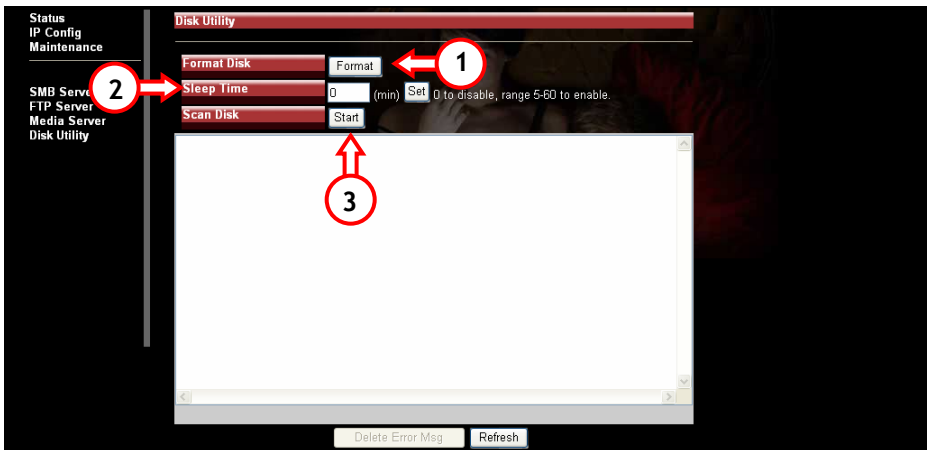 Status
IP Config
Maintenance
SMB Serve
FTP Server
Media Server
Disk Utility
Disk Utility
Format Disk Format 1
2 Sleep Time 0 (min) Set 0 to disable, range 5-60 to enable.
Scan Disk Start
3
Delete Error Msg Refresh